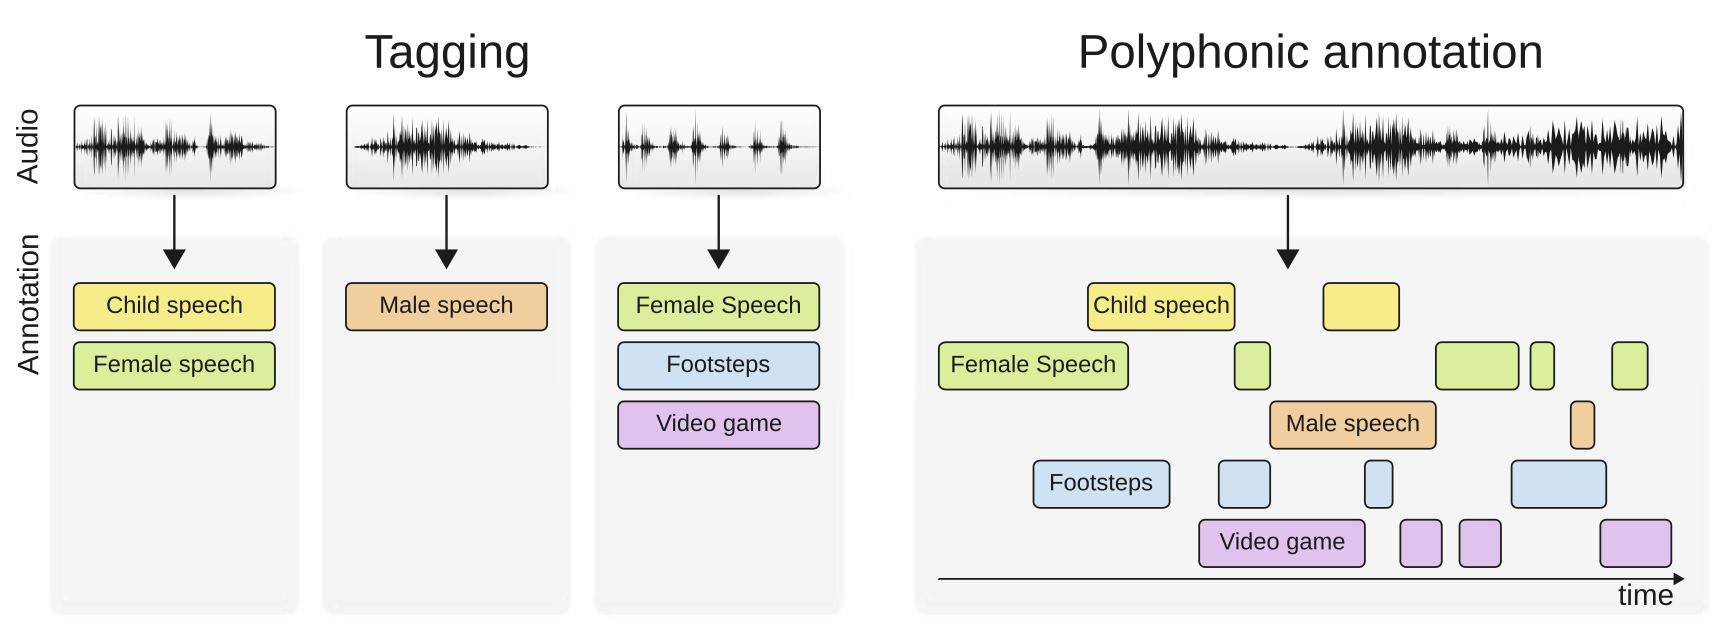 Tagging
Polyphonic annotation
Audio
Annotation
Child speech
Female speech
Male speech
Female Speech
Footsteps
Video game
Child speech
Female Speech
Male speech
Footsteps
Video game
time